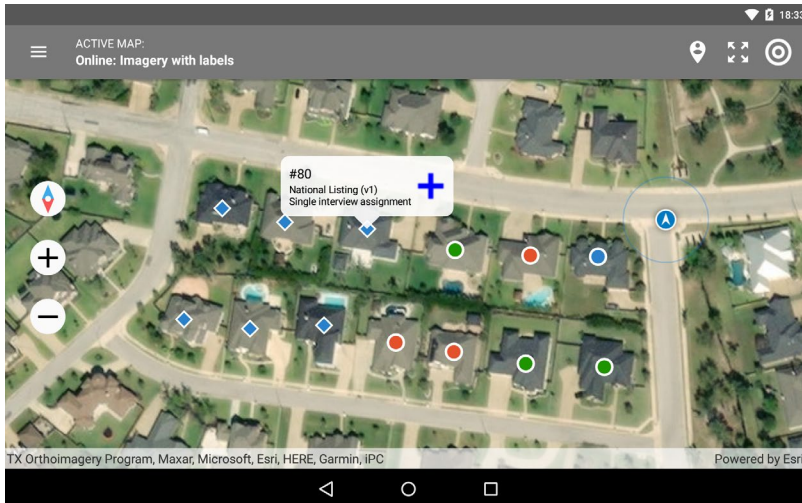 18:33
ACTIVE MAP:
Online: Imagery with labels
#80
National Listing (v1)
Single interview assignment
TX Orthoimagery Program, Maxar, Microsoft, Esri, HERE, Garmin, iPC
Powered by Esri